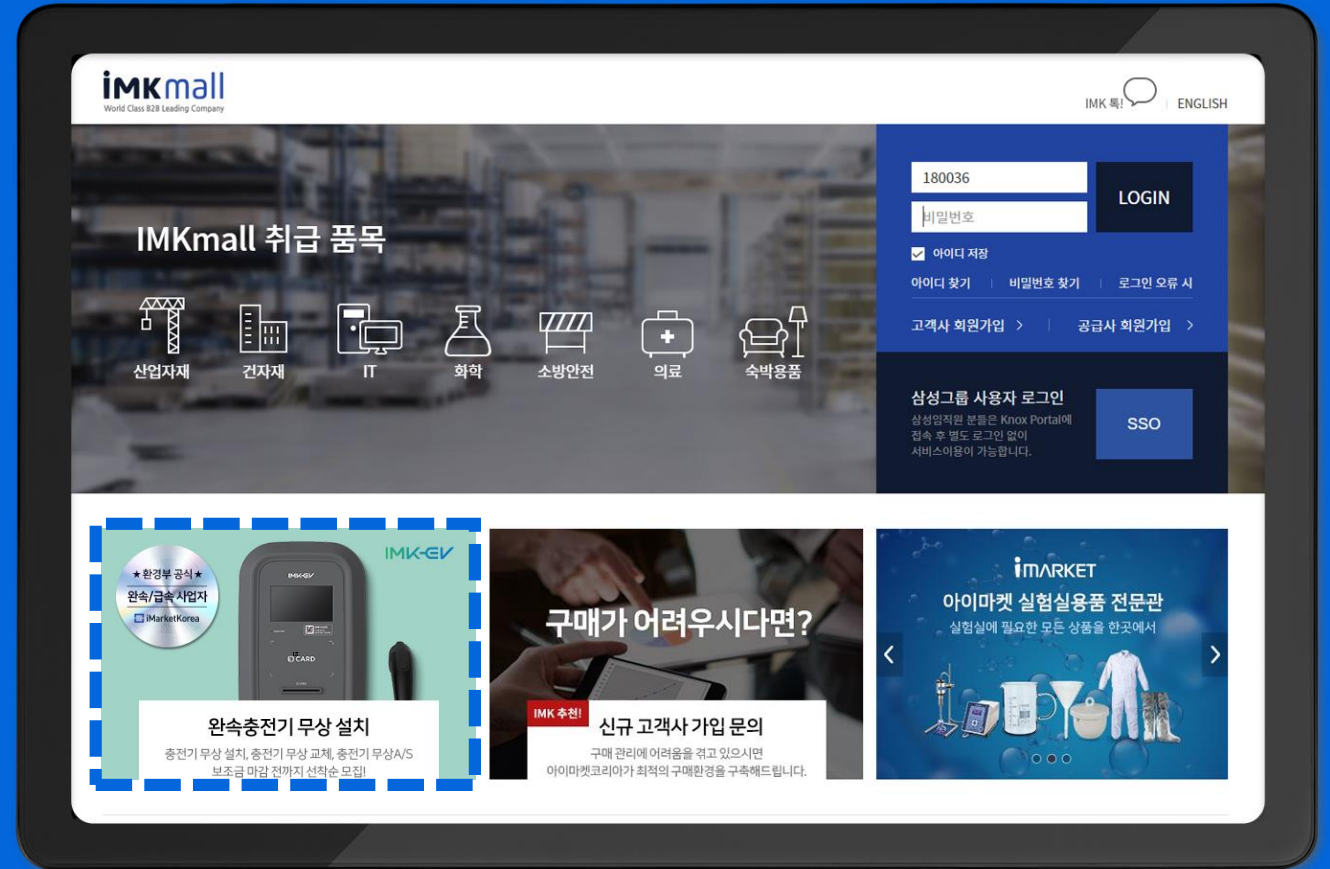 iMKmall
World Class B2B Leading Company
IMK 톡!
ENGLISH
IMKmall 취급 품목
산업자재
건자재
IT
화학
소방안전
의료
숙박용품
180036
비밀번호
LOGIN
아이디 저장
아이디 찾기
비밀번호 찾기
로그인 오류 시
고객사 회원가입 >
공급사 회원가입 >
삼성그룹 사용자 로그인
삼성임직원 분들은 Knox Portal에
접속 후 별도 로그인 없이
서비스이용이 가능합니다.
SSO
★환경부 공식★
완속/급속 사업자
iMarketKorea
IMK-EV
IMK-EV
CARD
완속충전기 무상 설치
충전기 무상 설치, 충전기 무상 교체, 충전기 무상A/S
보조금 마감 전까지 선착순 모집!
구매가 어려우시다면?
IMK 추천!
신규 고객사 가입 문의
구매 관리에 어려움을 겪고 있으시면
아이마켓코리아가 최적의 구매환경을 구축해드립니다.
iMARKET
아이마켓 실험실용품 전문관
실험실에 필요한 모든 상품을 한곳에서